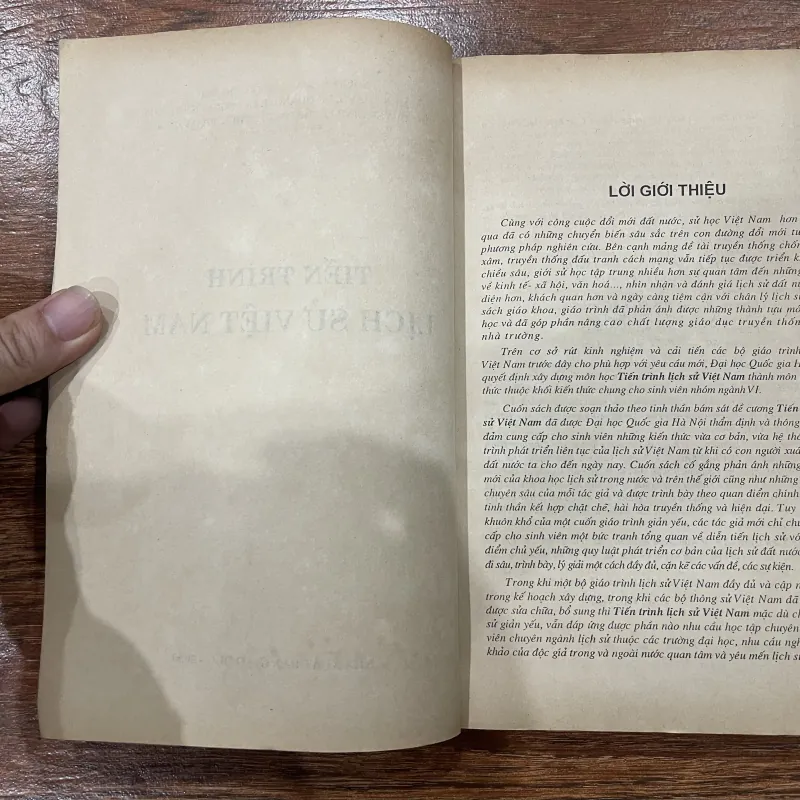 TIẾN TRÌNH
LỊCH SỬ VIỆT NAM
LỜI GIỚI THIỆU
Cùng với công cuộc đổi mới đất nước, sử học Việt Nam hơn
qua đã có những chuyển biến sâu sắc trên con đường đổi mới tư
phương pháp nghiên cứu. Bên cạnh mảng đề tài truyền thống chống
xâm, truyền thống đấu tranh cách mạng vẫn tiếp tục được triển k
chiều sâu, giới sử học tập trung nhiều hơn sự quan tâm đến những
về kinh tế- xã hội, văn hoá..., nhìn nhận và đánh giá lịch sử đất nư
diện hơn, khách quan hơn và ngày càng tiệm cận với chân lý lịch s
sách giáo khoa, giáo trình đã phản ánh được những thành tựu mớ
học và đã góp phần nâng cao chất lượng giáo dục truyền thốn
nhà trường.
Trên cơ sở rút kinh nghiệm và cải tiến các bộ giáo trình
Việt Nam trước đây cho phù hợp với yêu cầu mới, Đại học Quốc gia H
quyết định xây dựng môn học Tiến trình lịch sử Việt Nam thành môn
thức thuộc khối kiến thức chung cho sinh viên nhóm ngành VI.
Cuốn sách được soạn thảo theo tinh thần bám sát đề cương Tiến
sử Việt Nam đã được Đại học Quốc gia Hà Nội thẩm định và thông
đảm cung cấp cho sinh viên những kiến thức vừa cơ bản, vừa hệ thố
trình phát triển liên tục của lịch sử Việt Nam từ khi có con người xuấ
đất nước ta cho đến ngày nay. Cuốn sách cố gắng phản ánh những
mới của khoa học lịch sử trong nước và trên thế giới cũng như những
chuyên sâu của mỗi tác giả và được trình bày theo quan điểm chính
tinh thần kết hợp chặt chẽ, hài hòa truyền thống và hiện đại. Tuy
khuôn khổ của một cuốn giáo trình giản yếu, các tác giả mới chỉ chu
cấp cho sinh viên một bức tranh tổng quan về diễn tiến lịch sử vớ
điểm chủ yếu, những quy luật phát triển cơ bản của lịch sử đất nước
đi sâu, trình bày, lý giải một cách đầy đủ, cặn kẽ các vấn đề, các sự kiện.
Trong khi một bộ giáo trình lịch sử Việt Nam đầy đủ và cập n
trong kế hoạch xây dựng, trong khi các bộ thông sử Việt Nam đã
được sửa chữa, bổ sung thì Tiến trình lịch sử Việt Nam mặc dù ch
sử giản yếu, vẫn đáp ứng được phần nào nhu cầu học tập chuyên
viên chuyên ngành lịch sử thuộc các trường đại học, nhu cầu ngh
khảo của độc giả trong và ngoài nước quan tâm và yêu mến lịch s